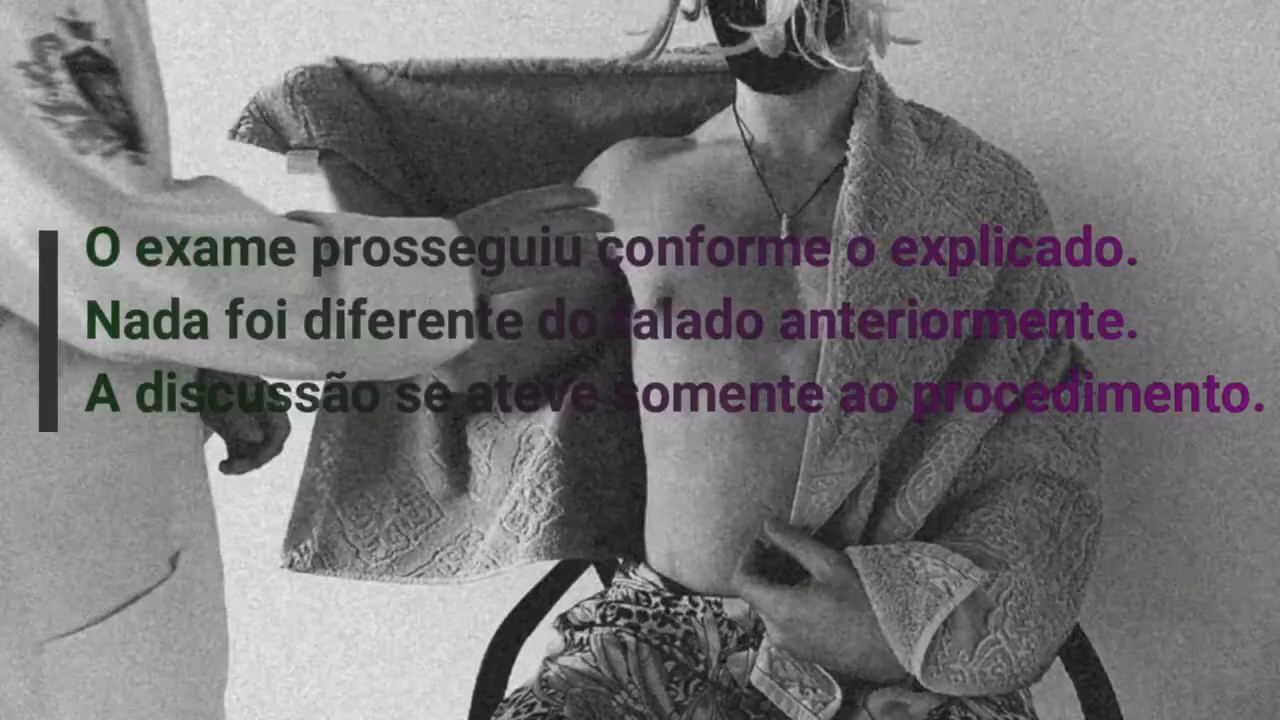 O exame prosseguiu conforme o explicado.
Nada foi diferente do falado anteriormente.
A discussão se ateve somente ao procedimento.